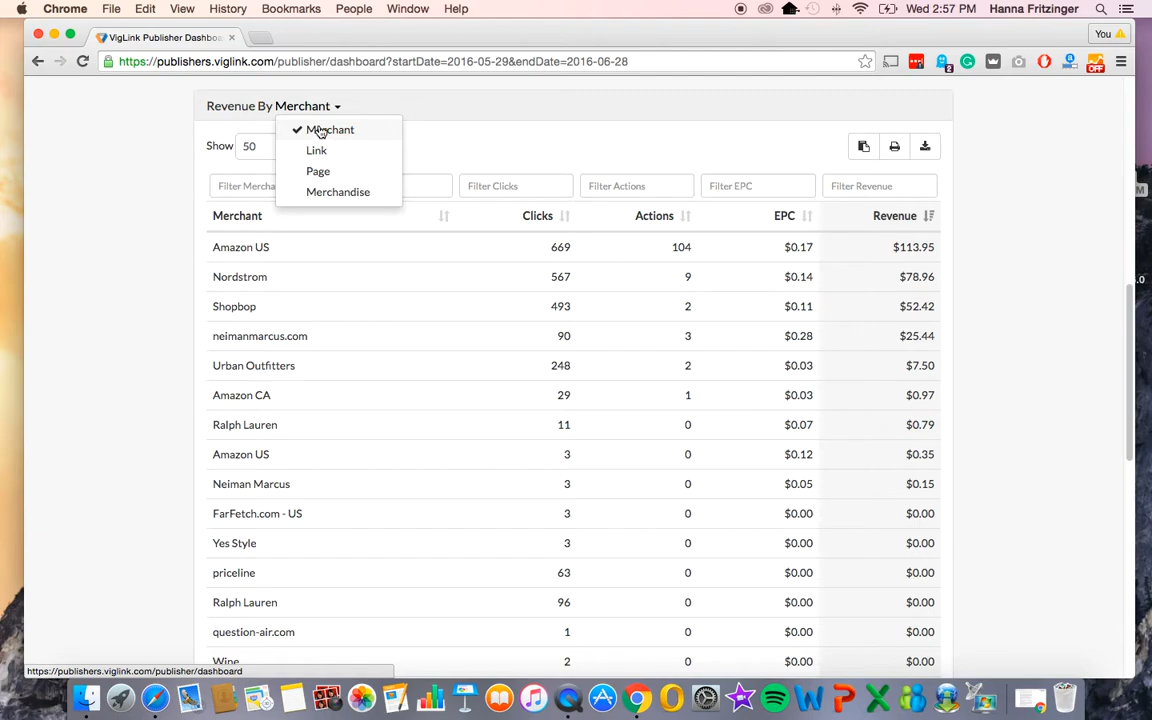 Chrome File Edit View History Bookmarks People Window Help Wed 2:57 PM Hanna Fritzinger
VigLink Publisher Dashboa You
https://publishers.viglink.com/publisher/dashboard?startDate=2016-05-29&endDate=2016-06-28
2
OFF
Revenue By Merchant
Merchant
Link
Page
Merchandise
Show 50
Filter Mercha Filter Clicks Filter Actions Filter EPC Filter Revenue
Merchant Clicks Actions EPC Revenue
Amazon US 669 104 $0.17 $113.95
Nordstrom 567 9 $0.14 $78.96
Shopbop 493 2 $0.11 $52.42
neimanmarcus.com 90 3 $0.28 $25.44
Urban Outfitters 248 2 $0.03 $7.50
Amazon CA 29 1 $0.03 $0.97
Ralph Lauren 11 0 $0.07 $0.79
Amazon US 3 0 $0.12 $0.35
Neiman Marcus 3 0 $0.05 $0.15
FarFetch.com - US 3 0 $0.00 $0.00
Yes Style 3 0 $0.00 $0.00
priceline 63 0 $0.00 $0.00
Ralph Lauren 96 0 $0.00 $0.00
question-air.com 1 0 $0.00 $0.00
Wine 2 0 $0.00 $0.00
https://publishers.viglink.com/publisher/dashboard